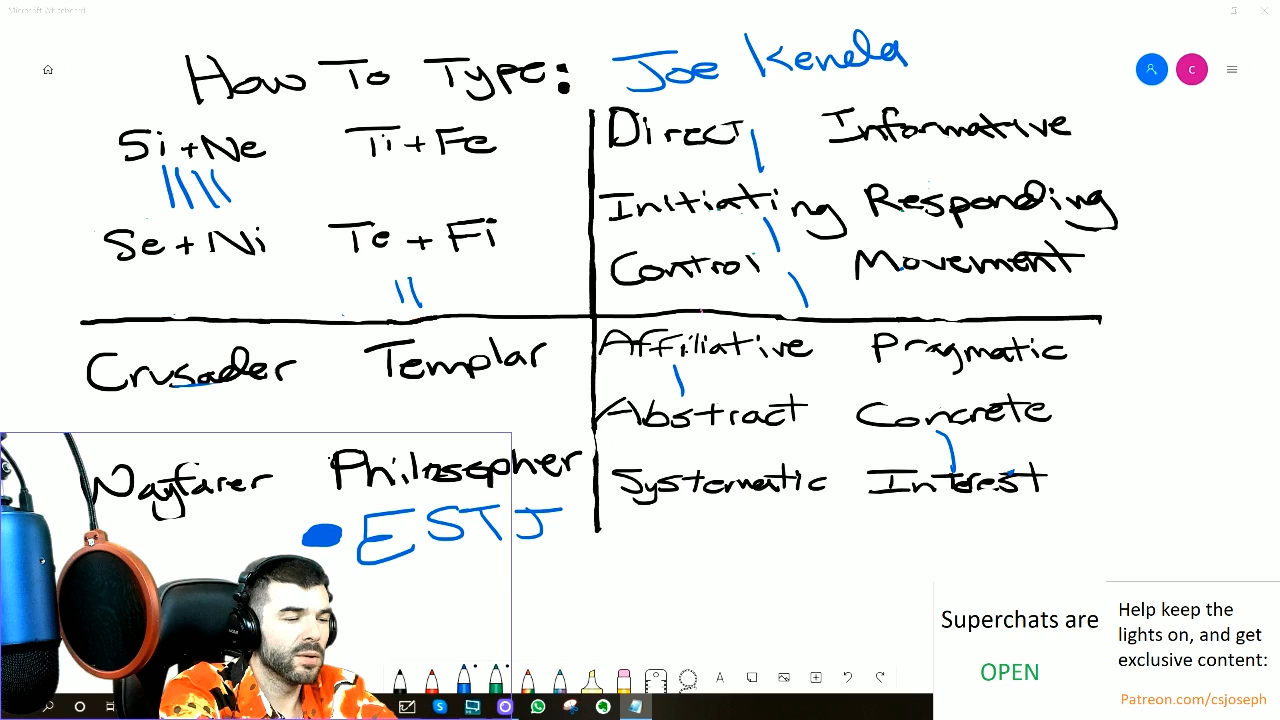 Microsoft Whiteboard
How To Type: Joe Kenela
Si + Ne Ti + Fe
Se + Ni Te + Fi
Direct Informative
Initiating Responding
Control Movement
Crusader Templar
Wayfarer Philosopher
ESTJ
Affiliative Pragmatic
Abstract Concrete
Systematic Interest
C
Superchats are
OPEN
Help keep the
lights on, and get
exclusive content:
Patreon.com/csjoseph